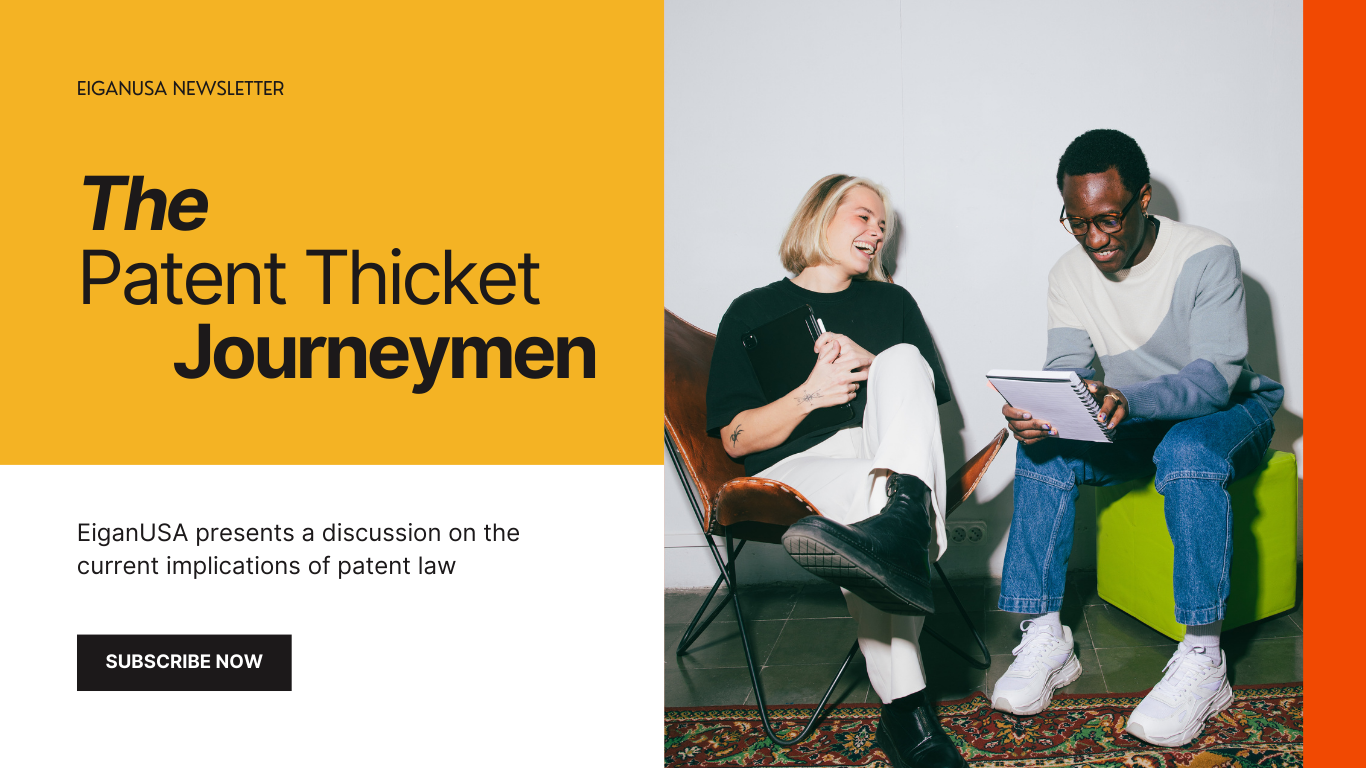 EIGANUSA NEWSLETTER
The
Patent Thicket
Journeymen
EiganUSA presents a discussion on the
current implications of patent law
SUBSCRIBE NOW